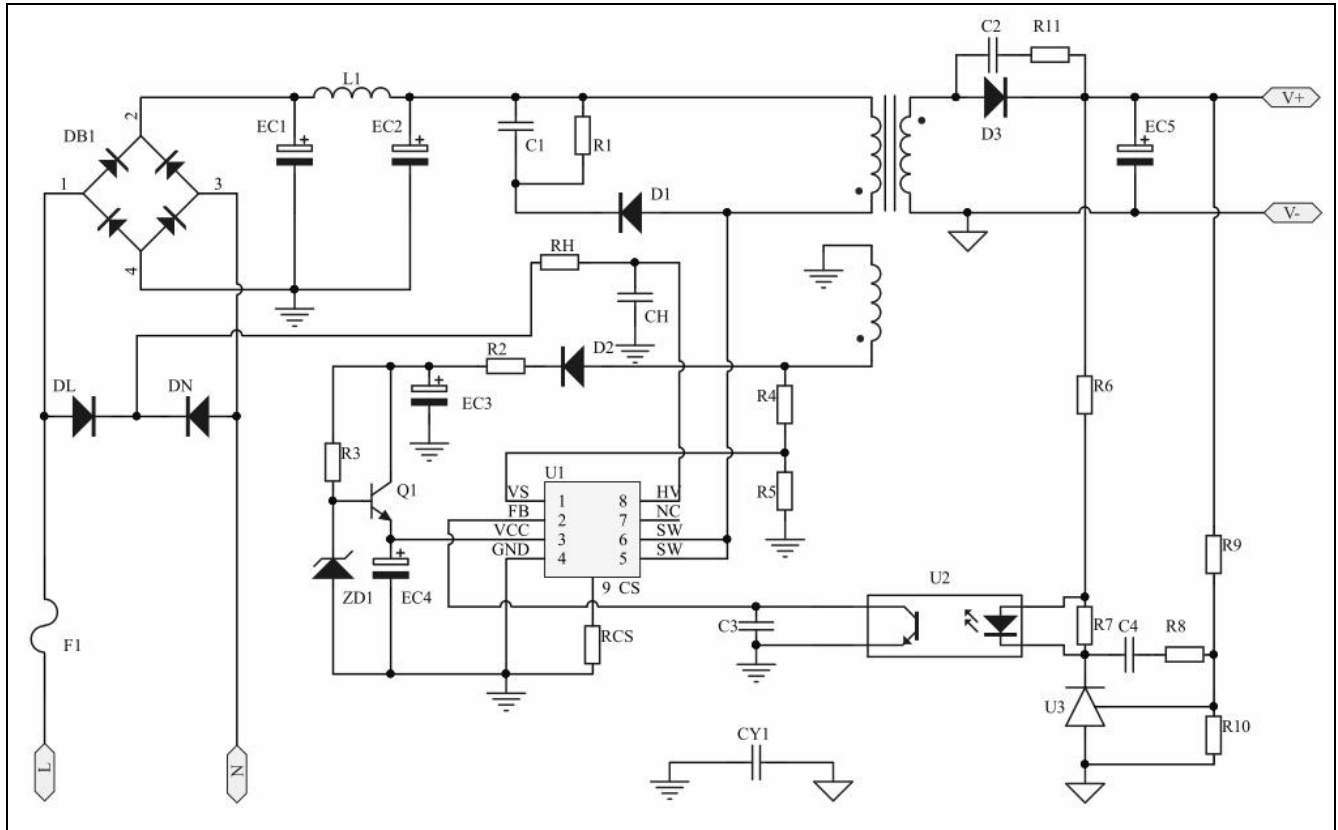 C2
R11
L1
V+
DB1
2
EC1
EC2
C1
R1
D3
EC5
1
3
D1
V-
4
RH
CH
R2
D2
DL
DN
EC3
R4
R6
R3
U1
Q1
VS
1
8
HV
R5
FB
2
7
NC
VCC
3
6
SW
GND
4
5
SW
R9
ZD1
EC4
9
CS
U2
C3
R7
C4
R8
F1
RCS
U3
R10
CY1
L
N